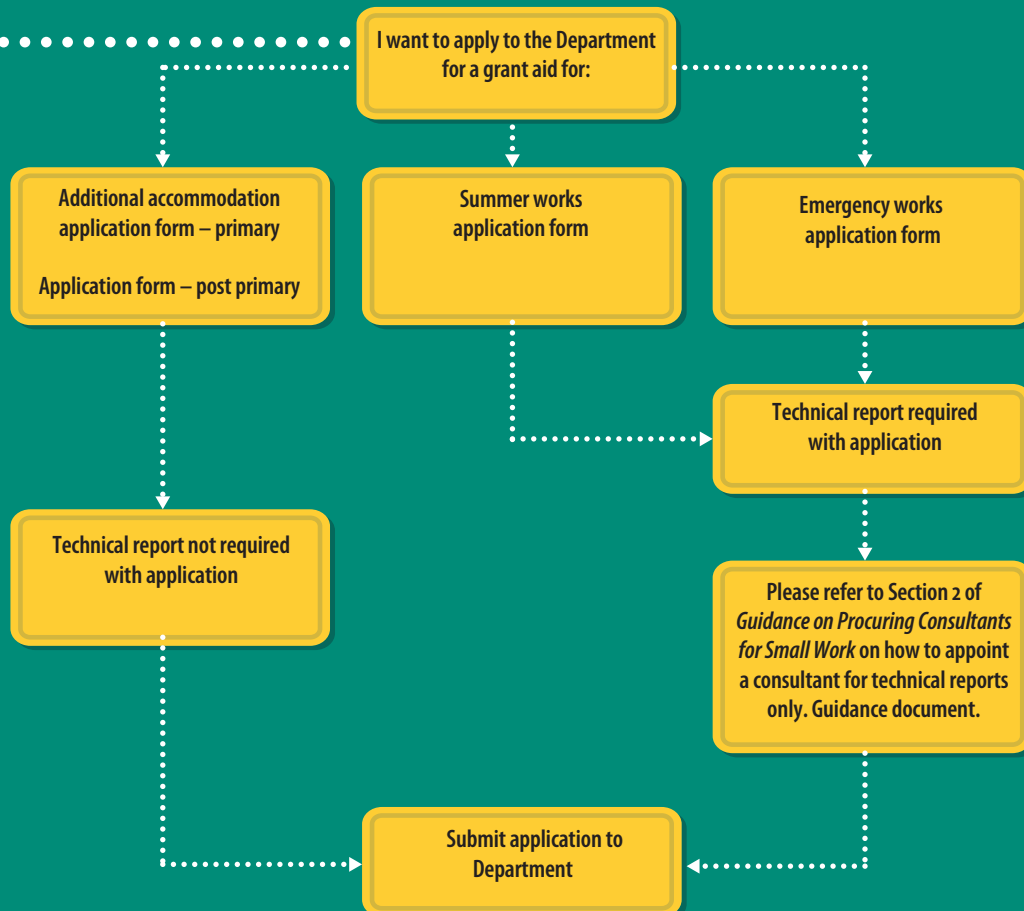 I want to apply to the Department
for a grant aid for:
Additional accommodation
application form – primary
Application form – post primary
Summer works
application form
Emergency works
application form
Technical report required
with application
Technical report not required
with application
Please refer to Section 2 of
Guidance on Procuring Consultants
for Small Work on how to appoint
a consultant for technical reports
only. Guidance document.
Submit application to
Department